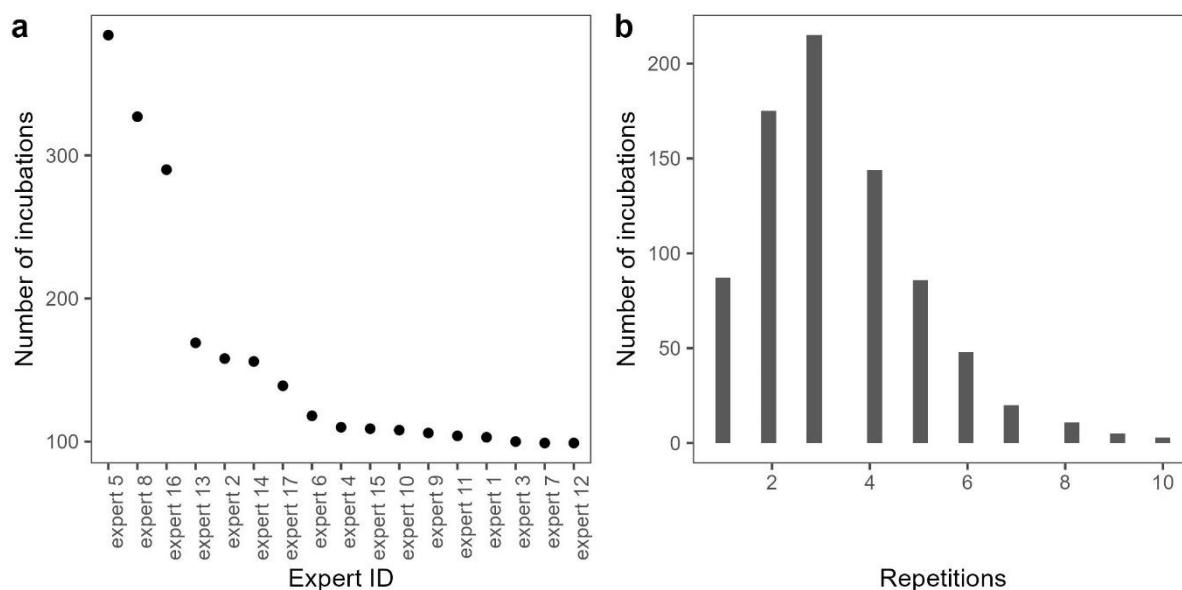 a
Number of incubations
300
200
100
expert 5
expert 8
expert 16
expert 13
expert 2
expert 14
expert 17
expert 6
expert 4
expert 15
expert 10
expert 9
expert 11
expert 1
expert 3
expert 7
expert 12
Expert ID
b
Number of incubations
200
150
100
50
0
2
4
6
8
10
Repetitions